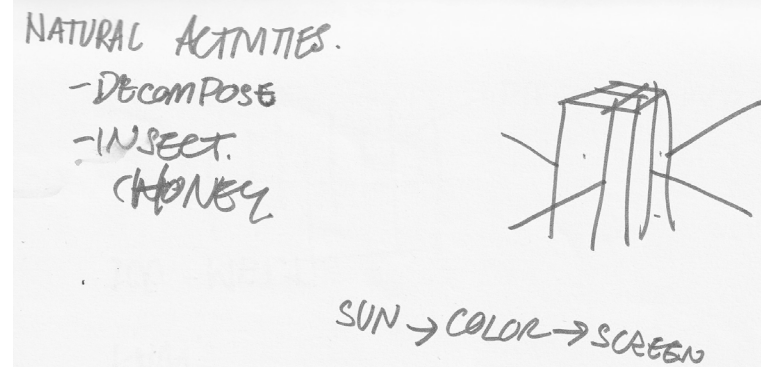 NATURAL ACTIVITIES.
-DECOMPOSE
-INSECT.
(HONEY
SUN → COLOR → SCREEN